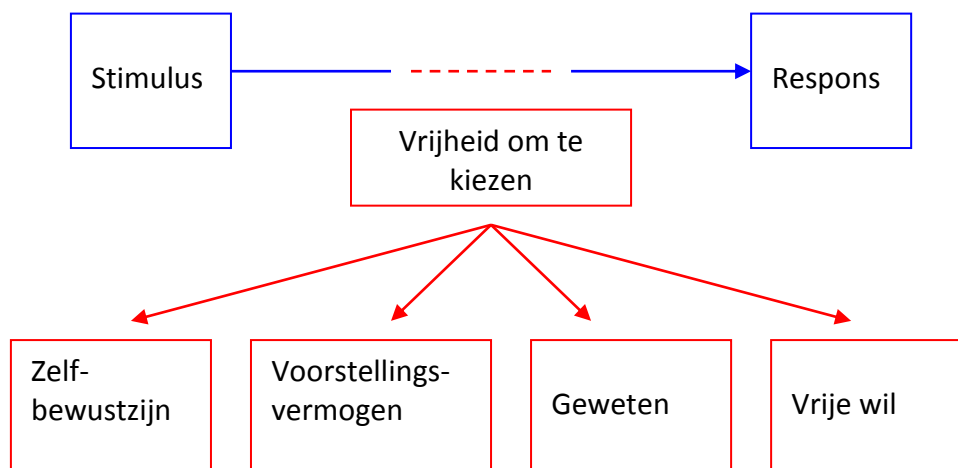 Stimulus
Respons
Vrijheid om te
kiezen
Zelf-
bewustzijn
Voorstellings-
vermogen
Geweten
Vrije wil